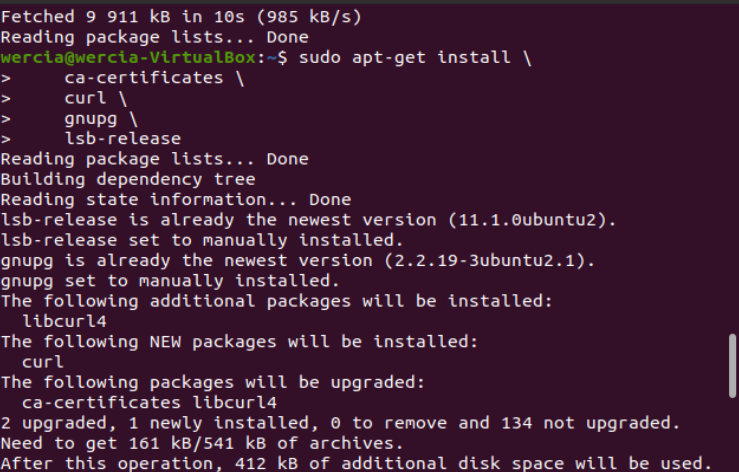 Fetched 9 911 kB in 10s (985 kB/s)
Reading package lists... Done
wercia@wercia-VirtualBox:~$ sudo apt-get install \
>     ca-certificates \
>     curl \
>     gnupg \
>     lsb-release
Reading package lists... Done
Building dependency tree
Reading state information... Done
lsb-release is already the newest version (11.1.0ubuntu2).
lsb-release set to manually installed.
gnupg is already the newest version (2.2.19-3ubuntu2.1).
gnupg set to manually installed.
The following additional packages will be installed:
  libcurl4
The following NEW packages will be installed:
  curl
The following packages will be upgraded:
  ca-certificates libcurl4
2 upgraded, 1 newly installed, 0 to remove and 134 not upgraded.
Need to get 161 kB/541 kB of archives.
After this operation, 412 kB of additional disk space will be used.